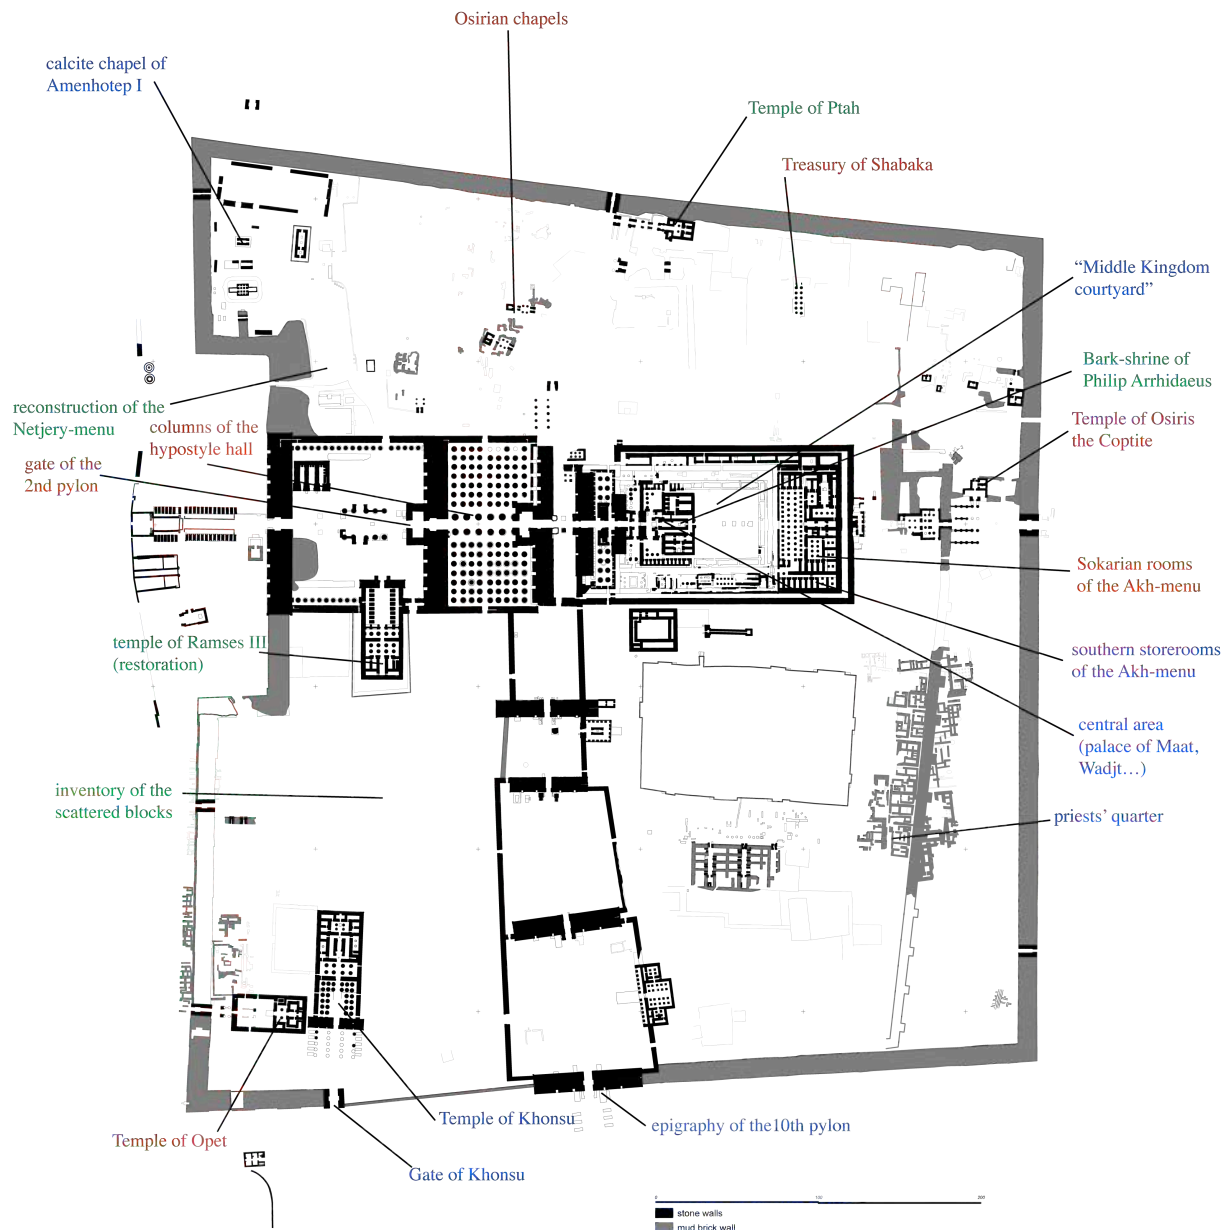 Osirian chapels
calcite chapel of
Amenhotep I
Temple of Ptah
Treasury of Shabaka
“Middle Kingdom
courtyard”
Bark-shrine of
Philip Arrhidaeus
reconstruction of the
Netjery-menu
columns of the
hypostyle hall
Temple of Osiris
the Coptite
gate of the
2nd pylon
Sokarian rooms
of the Akh-menu
temple of Ramses III
(restoration)
southern storerooms
of the Akh-menu
central area
(palace of Maat,
Wadjt…)
inventory of the
scattered blocks
priests’ quarter
Temple of Khonsu
epigraphy of the10th pylon
Temple of Opet
Gate of Khonsu
0 100 200
stone walls
mud brick wall